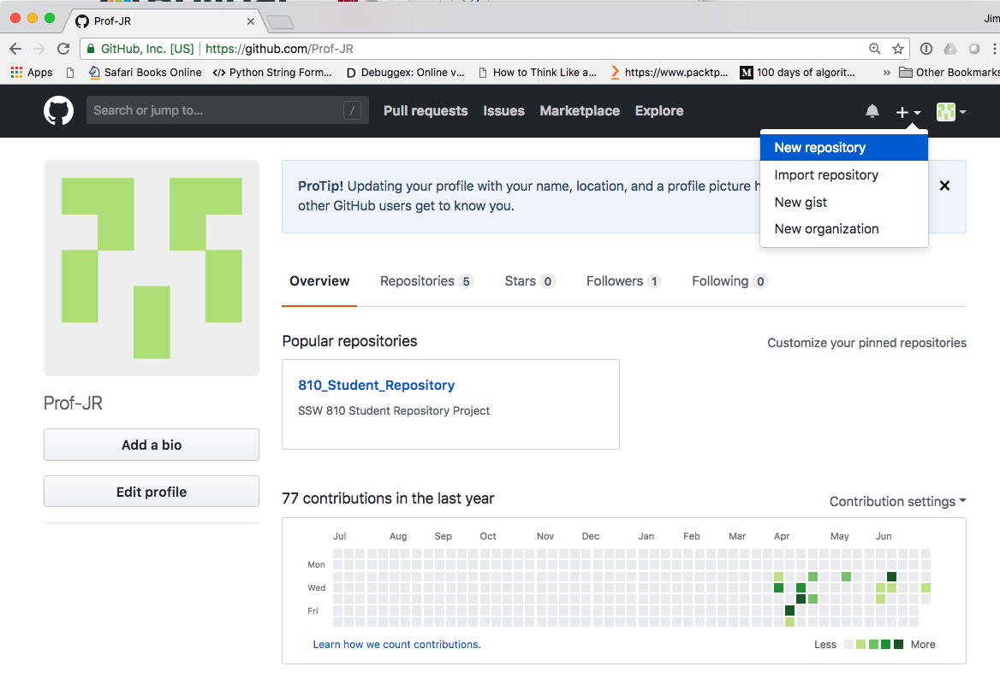 Prof-JR
Jim
GitHub, Inc. [US] https://github.com/Prof-JR
Apps Safari Books Online Python String Form... Debuggex: Online v... How to Think Like a... https://www.packtp... 100 days of algorit... » Other Bookmarks
Search or jump to... / Pull requests Issues Marketplace Explore
New repository
Import repository
New gist
New organization
ProTip! Updating your profile with your name, location, and a profile picture h
other GitHub users get to know you.
Overview Repositories 5 Stars 0 Followers 1 Following 0
Popular repositories Customize your pinned repositories
810_Student_Repository
SSW 810 Student Repository Project
Prof-JR
Add a bio
Edit profile
77 contributions in the last year Contribution settings
Jul Aug Sep Oct Nov Dec Jan Feb Mar Apr May Jun
Mon
Wed
Fri
Learn how we count contributions. Less More